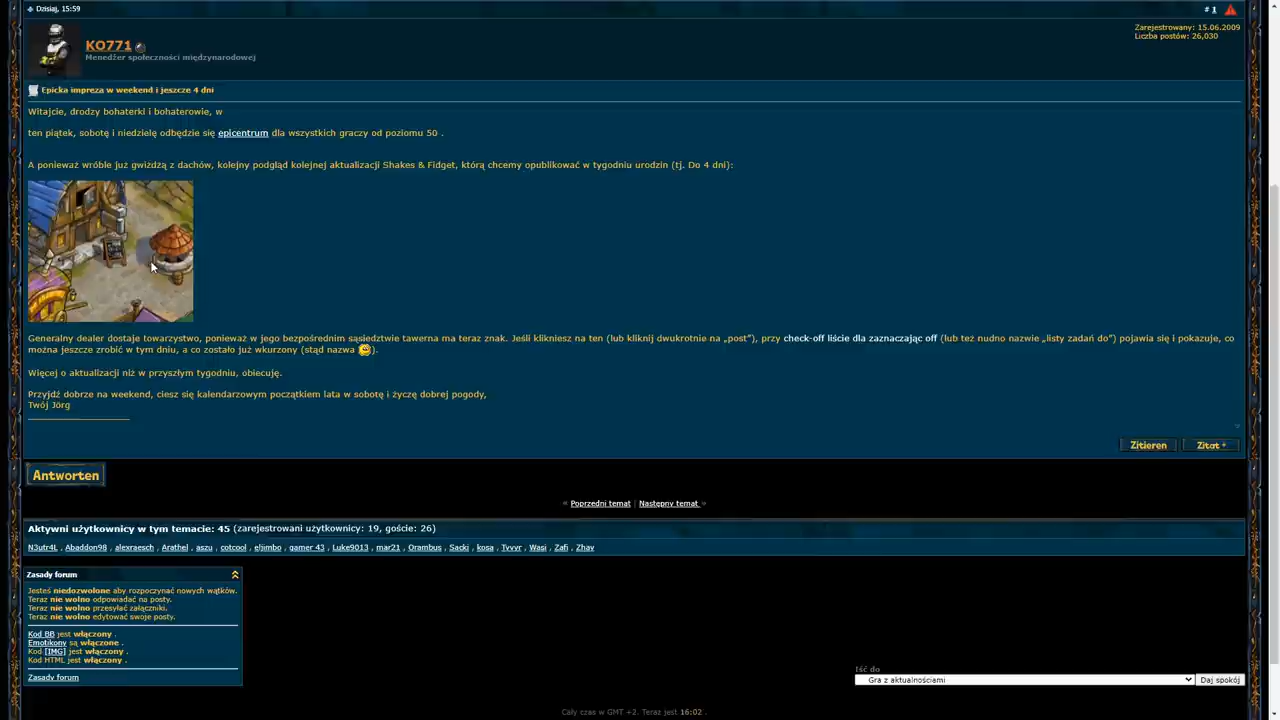 Dzisiaj, 15:59
# 1
KO771
Menedżer społeczności międzynarodowej
Zarejestrowany: 15.06.2009
Liczba postów: 26,030
Epicka impreza w weekend i jeszcze 4 dni
Witajcie, drodzy bohaterki i bohaterowie, w
ten piątek, sobotę i niedzielę odbędzie się epicentrum dla wszystkich graczy od poziomu 50 .
A ponieważ wróble już gwiżdżą z dachów, kolejny podgląd kolejnej aktualizacji Shakes & Fidget, którą chcemy opublikować w tygodniu urodzin (tj. Do 4 dni):
Generalny dealer dostaje towarzystwo, ponieważ w jego bezpośrednim sąsiedztwie tawerna ma teraz znak. Jeśli klikniesz na ten (lub kliknij dwukrotnie na „post”), przy check-off liście dla zaznaczając off (lub też nudno nazwie „listy zadań do”) pojawia się i pokazuje, co
można jeszcze zrobić w tym dniu, a co zostało już wkurzony (stąd nazwa ).
Więcej o aktualizacji niż w przyszłym tygodniu, obiecuję.
Przyjdź dobrze na weekend, ciesz się kalendarzowym początkiem lata w sobotę i życzę dobrej pogody,
Twój Jörg
Zitieren Zitat +
Antworten
« Poprzedni temat | Następny temat »
Aktywni użytkownicy w tym temacie: 45 (zarejestrowani użytkownicy: 19, goście: 26)
N3utr4L , Abaddon98 , alexraesch , Arathel , aszu , cotcool , eljimbo , gamer 43 , Luke9013 , mar21 , Orambus , Sacki , kosa , Tvvvr , Wasi , Zafi , Zhav
Zasady forum
Jesteś niedozwolone aby rozpoczynać nowych wątków.
Teraz nie wolno odpowiadać na posty.
Teraz nie wolno przesyłać załączniki.
Teraz nie wolno edytować swoje posty.
Kod BB jest włączony .
Emotikony są włączone .
Kod [IMG] jest włączony .
Kod HTML jest włączony .
Zasady forum
Iść do
Gra z aktualnościami Daj spokój
Cały czas w GMT +2. Teraz jest 16:02 .